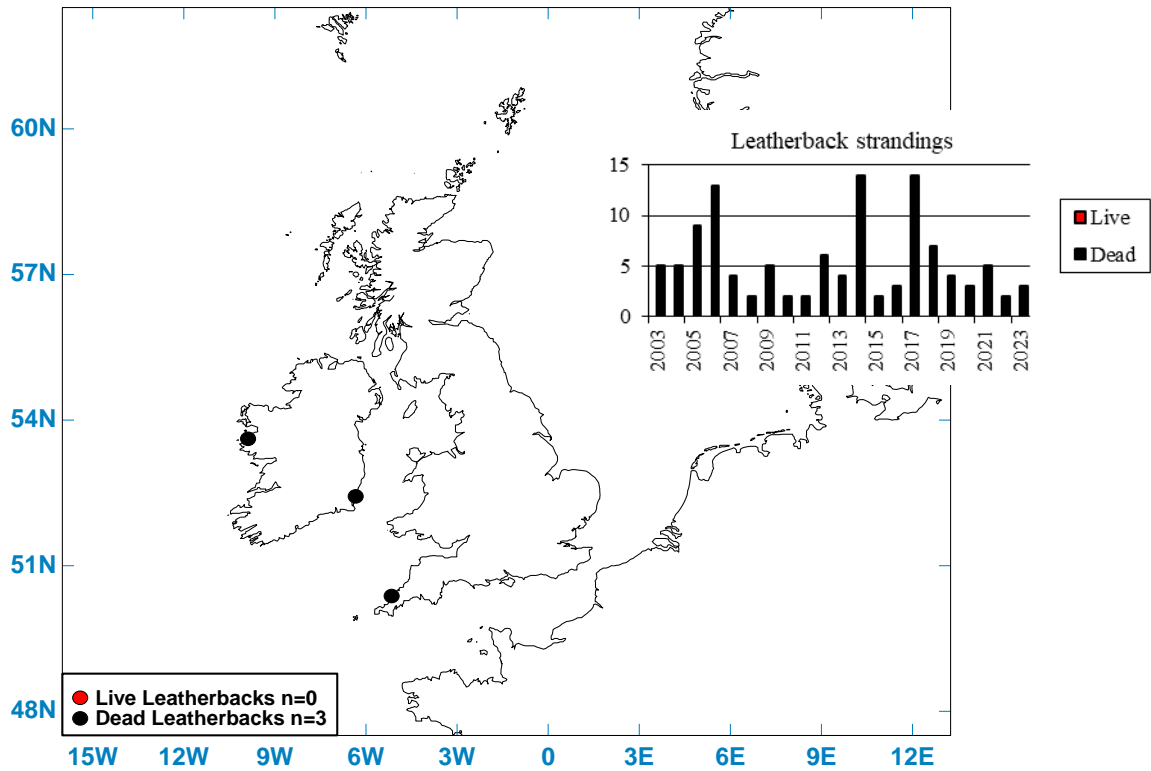 60N
57N
54N
51N
48N
Leatherback strandings
15
10
5
0
2003
2005
2007
2009
2011
2013
2015
2017
2019
2021
2023
Live
Dead
Live Leatherbacks n=0
Dead Leatherbacks n=3
15W 12W 9W 6W 3W 0 3E 6E 9E 12E